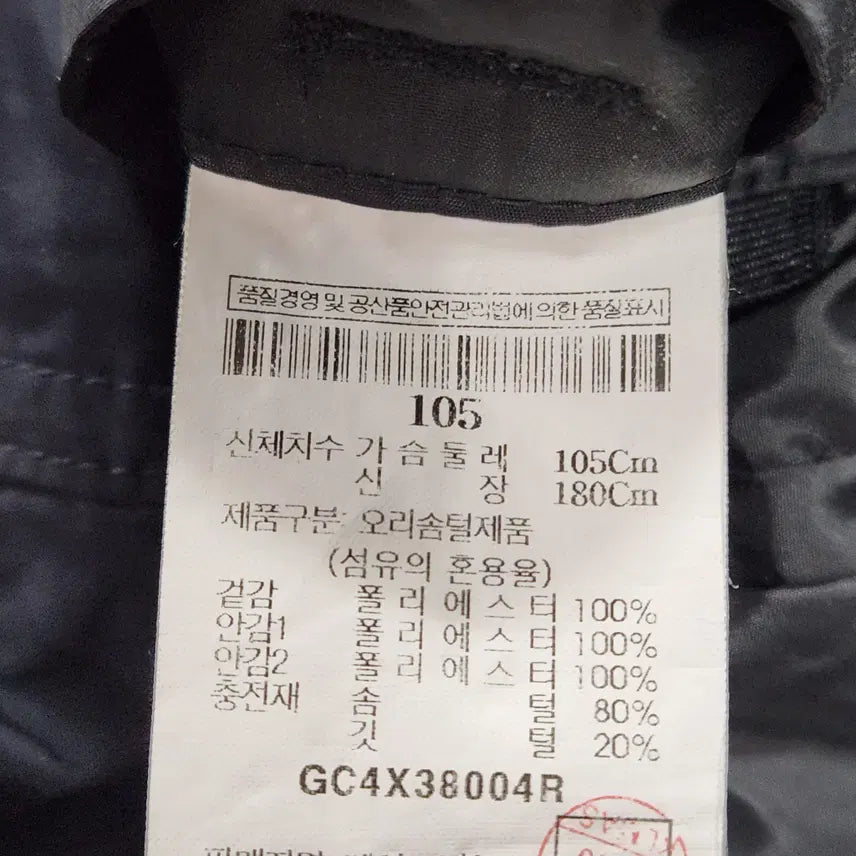 품질경영 및 공산품안전관리법에 의한 품질표시
105
신체치수 가 슴 둘 레 105Cm
신 장 180Cm
제품구분: 오리솜털제품
(섬유의 혼용율)
겉감 폴 리 에 스 터 100%
안감1 폴 리 에 스 터 100%
안감2 폴 리 에 스 터 100%
충전재 솜 털 80%
깃 털 20%
GC4X38004R